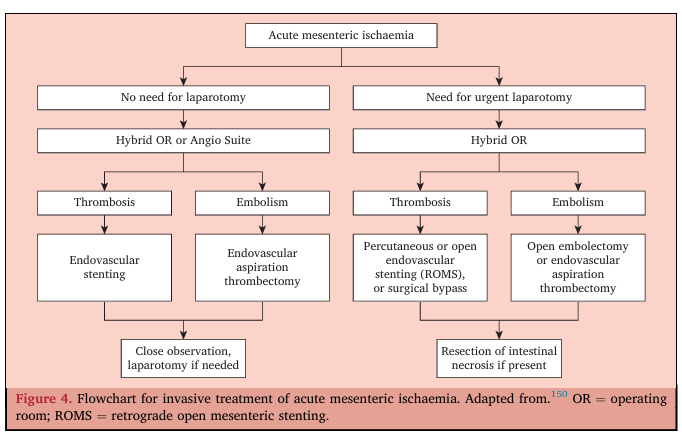 Acute mesenteric ischaemia
No need for laparotomy
Need for urgent laparotomy
Hybrid OR or Angio Suite
Hybrid OR
Thrombosis
Embolism
Thrombosis
Embolism
Endovascular
stenting
Endovascular
aspiration
thrombectomy
Percutaneous or open
endovascular
stenting (ROMS),
or surgical bypass
Open embolectomy
or endovascular
aspiration
thrombectomy
Close observation,
laparotomy if needed
Resection of intestinal
necrosis if present
Figure 4. Flowchart for invasive treatment of acute mesenteric ischaemia. Adapted from.150 OR = operating
room; ROMS = retrograde open mesenteric stenting.